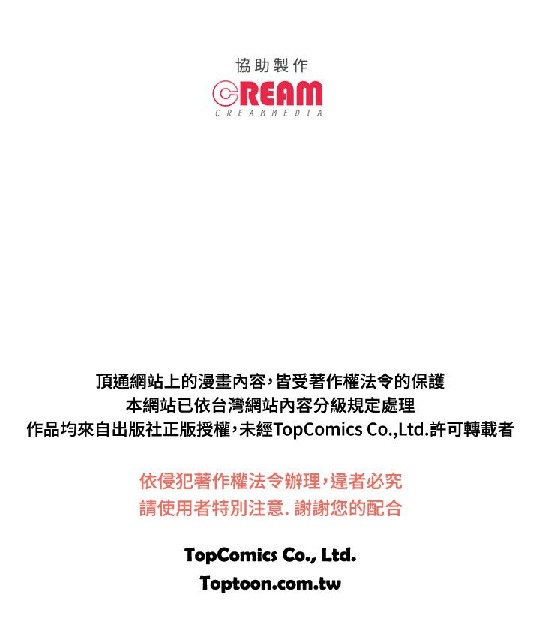 協助製作
CREAM
CREAMMEDIA
頂通網站上的漫畫內容,皆受著作權法令的保護
本網站已依台灣網站內容分級規定處理
作品均來自出版社正版授權,未經TopComics Co.,Ltd.許可轉載者
依侵犯著作權法令辦理,違者必究
請使用者特別注意. 謝謝您的配合
TopComics Co., Ltd.
Toptoon.com.tw